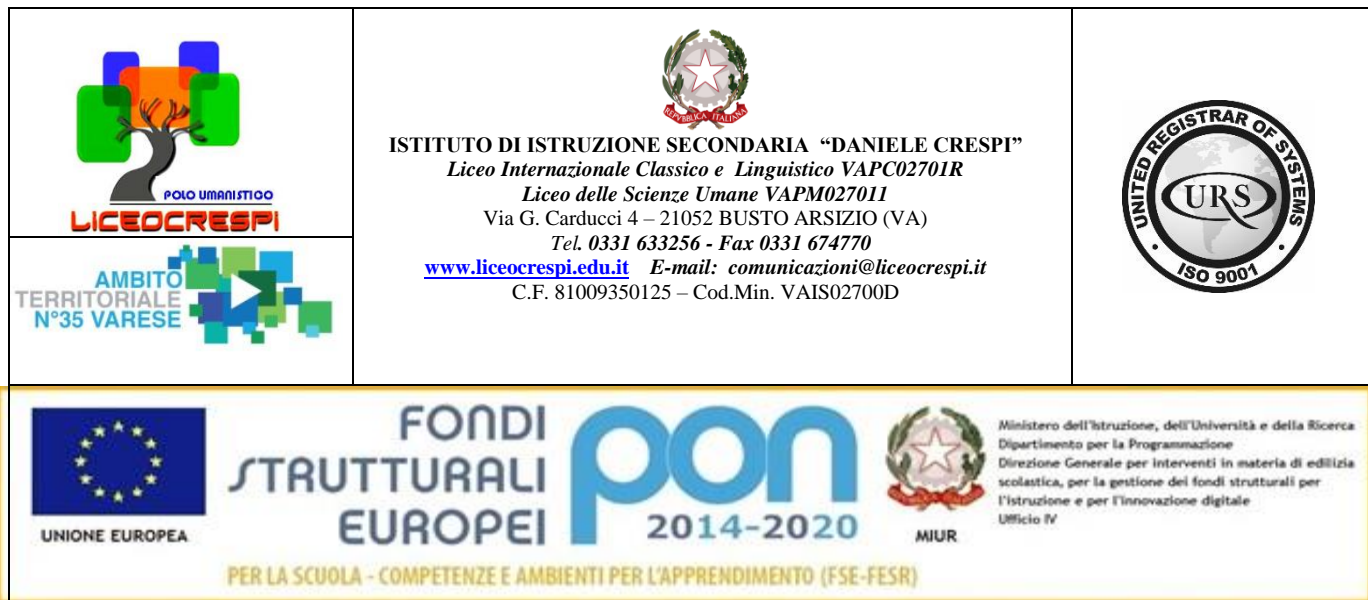 POLO UMANISTICO
LICEOCRESPI
AMBITO
TERRITORIALE
N°35 VARESE
REPVBBLICA ITALIANA
ISTITUTO DI ISTRUZIONE SECONDARIA “DANIELE CRESPI”
Liceo Internazionale Classico e Linguistico VAPC02701R
Liceo delle Scienze Umane VAPM027011
Via G. Carducci 4 – 21052 BUSTO ARSIZIO (VA)
Tel. 0331 633256 - Fax 0331 674770
www.liceocrespi.edu.it E-mail: comunicazioni@liceocrespi.it
C.F. 81009350125 – Cod.Min. VAIS02700D
UNITED REGISTRAR OF SYSTEMS
URS
ISO 9001
UNIONE EUROPEA
FONDI
STRUTTURALI
EUROPEI
pon
2014-2020
MIUR
Ministero dell'Istruzione, dell'Università e della Ricerca
Dipartimento per la Programmazione
Direzione Generale per interventi in materia di edilizia
scolastica, per la gestione dei fondi strutturali per
l'istruzione e per l'innovazione digitale
Ufficio IV
PER LA SCUOLA - COMPETENZE E AMBIENTI PER L'APPRENDIMENTO (FSE-FESR)